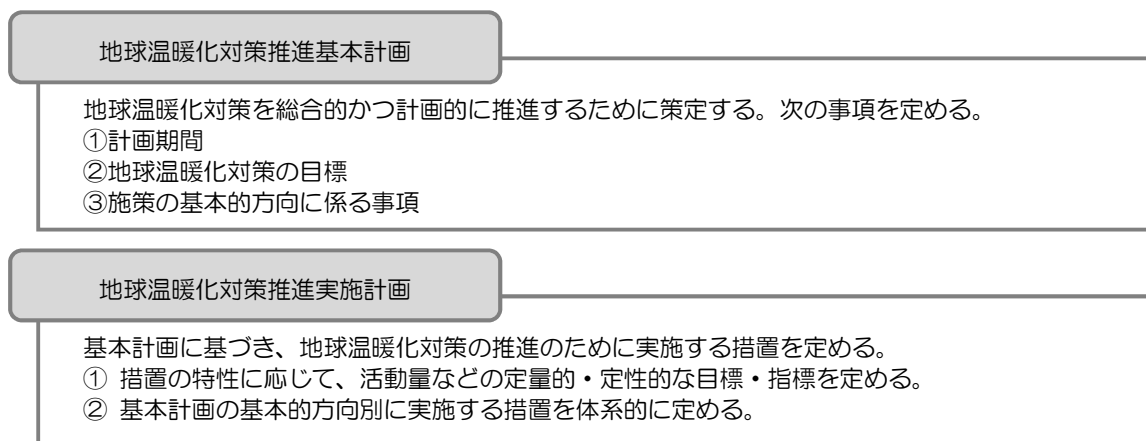 地球温暖化対策推進基本計画
地球温暖化対策を総合的かつ計画的に推進するために策定する。次の事項を定める。
①計画期間
②地球温暖化対策の目標
③施策の基本的方向に係る事項
地球温暖化対策推進実施計画
基本計画に基づき、地球温暖化対策の推進のために実施する措置を定める。
① 措置の特性に応じて、活動量などの定量的・定性的な目標・指標を定める。
② 基本計画の基本的方向別に実施する措置を体系的に定める。